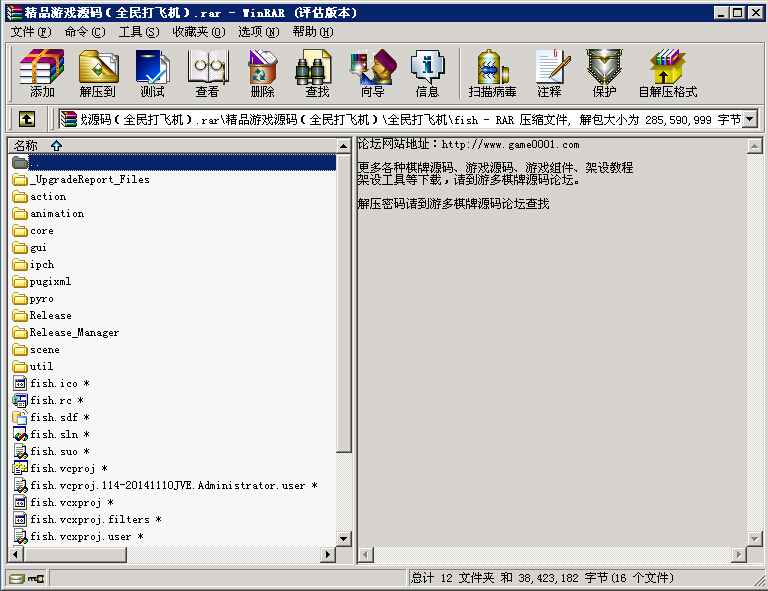 精品游戏源码（全民打飞机）.rar - WinRAR (评估版本)
文件(F) 命令(C) 工具(S) 收藏夹(O) 选项(N) 帮助(H)
添加 解压到 测试 查看 删除 查找 向导 信息 扫描病毒 注释 保护 自解压格式
戏源码（全民打飞机）.rar\精品游戏源码（全民打飞机）\全民打飞机\fish - RAR 压缩文件, 解包大小为 285,590,999 字节
名称
..
_UpgradeReport_Files
action
animation
core
gui
ipch
pugixml
pyro
Release
Release_Manager
scene
util
fish.ico *
fish.rc *
fish.sdf *
fish.sln *
fish.suo *
fish.vcproj *
fish.vcproj.114-20141110JVE.Administrator.user *
fish.vcxproj *
fish.vcxproj.filters *
fish.vcxproj.user *
论坛网站地址：http://www.game0001.com
更多各种棋牌源码、游戏源码、游戏组件、架设教程
架设工具等下载，请到游多棋牌源码论坛。
解压密码请到游多棋牌源码论坛查找
总计 12 文件夹 和 38,423,182 字节(16 个文件)